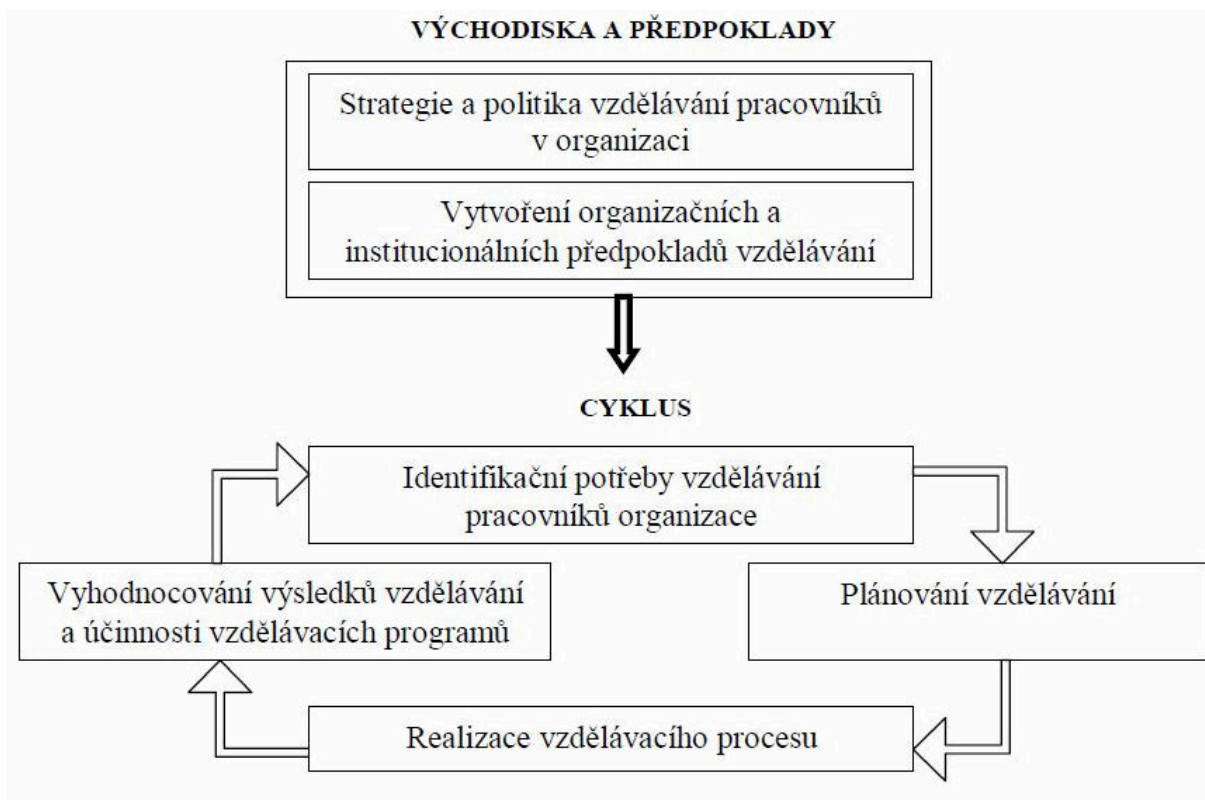 VÝCHODISKA A PŘEDPOKLADY
Strategie a politika vzdělávání pracovníků
v organizaci
Vytvoření organizačních a
institucionálních předpokladů vzdělávání
CYKLUS
Identifikační potřeby vzdělávání
pracovníků organizace
Vyhodnocování výsledků vzdělávání
a účinnosti vzdělávacích programů
Plánování vzdělávání
Realizace vzdělávacího procesu